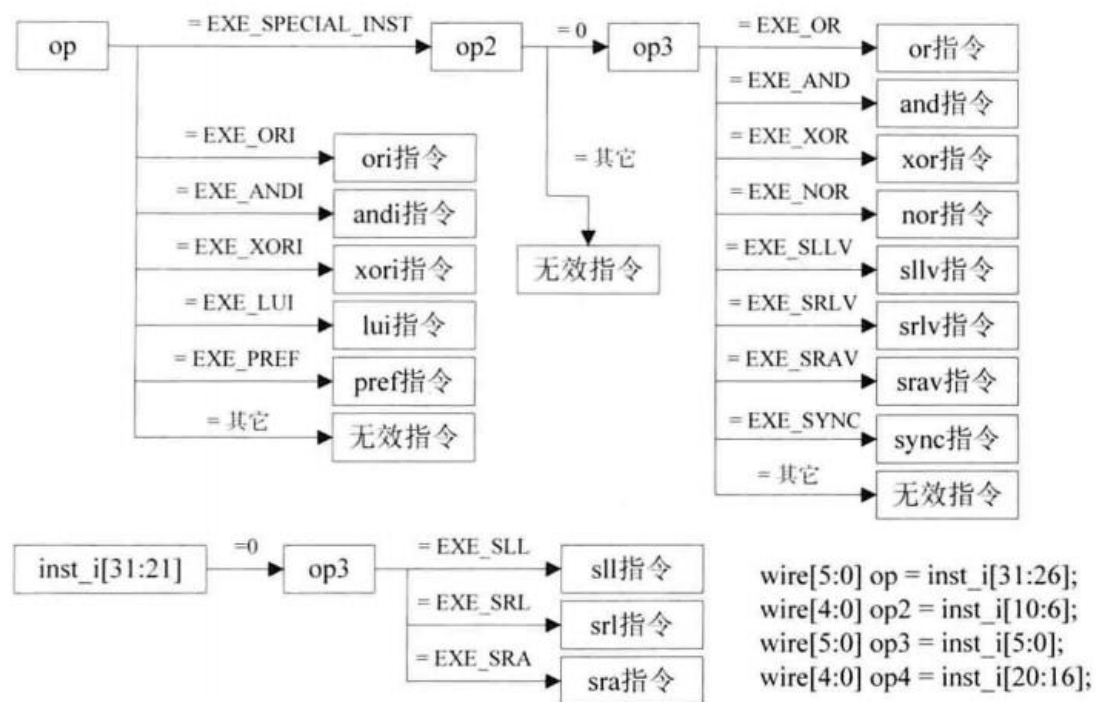 op
= EXE_SPECIAL_INST
op2
= 0
op3
= EXE_OR
or指令
= EXE_AND
and指令
= EXE_ORI
ori指令
= 其它
= EXE_XOR
xor指令
= EXE_ANDI
andi指令
= EXE_NOR
nor指令
= EXE_XORI
xori指令
无效指令
= EXE_SLLV
sllv指令
= EXE_LUI
lui指令
= EXE_SRLV
srlv指令
= EXE_PREF
pref指令
= EXE_SRAV
srav指令
= 其它
无效指令
= EXE_SYNC
sync指令
= 其它
无效指令
inst_i[31:21]
=0
op3
= EXE_SLL
sll指令
= EXE_SRL
srl指令
= EXE_SRA
sra指令
wire[5:0] op = inst_i[31:26];
wire[4:0] op2 = inst_i[10:6];
wire[5:0] op3 = inst_i[5:0];
wire[4:0] op4 = inst_i[20:16];